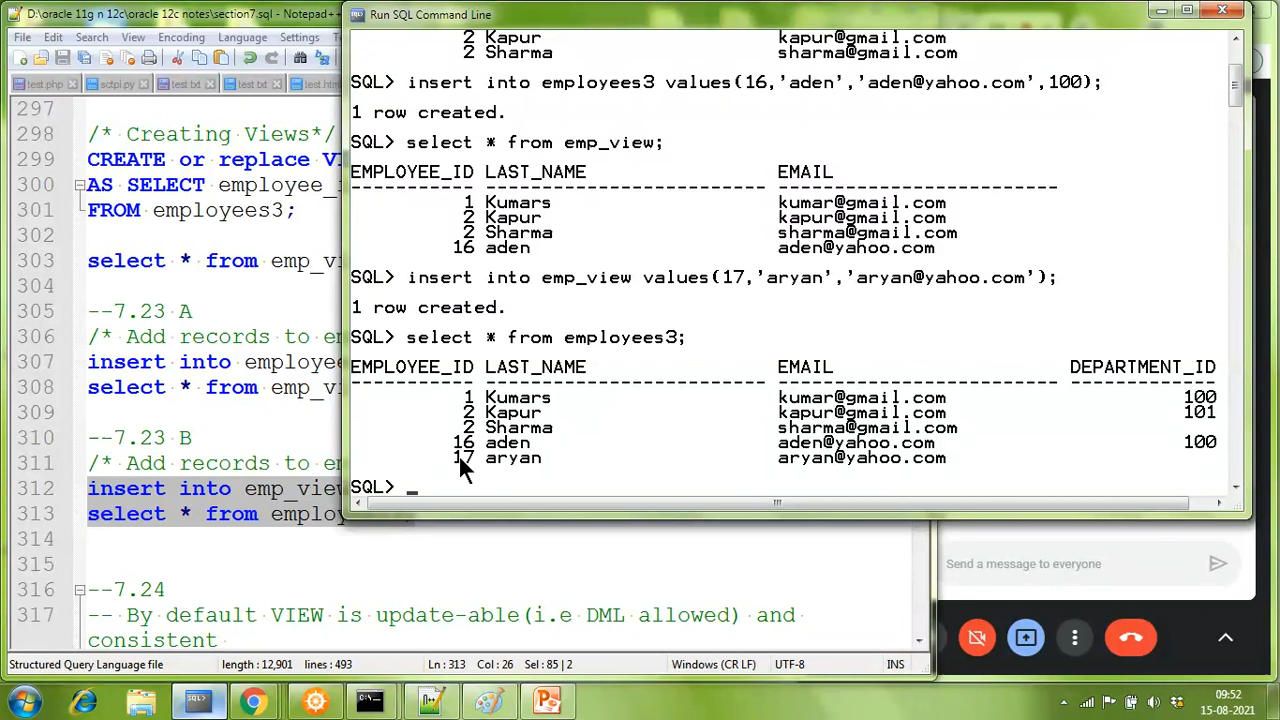 D:\oracle 11g n 12c\oracle 12c notes\section7.sql - Notepad++
File Edit Search View Encoding Language Settings
test.php
sctpl.py
test.txt
297
298 /* Creating Views*/
299 CREATE or replace
300 AS SELECT employee_
301 FROM employees3;
302
303 select * from emp_vi
304
305 --7.23 A
306 /* Add records to
307 insert into employee
308 select * from emp_vi
309
310 --7.23 B
311 /* Add records to
312 insert into emp_view
313 select * from emplo
314
315
316 --7.24
317 -- By default VIEW is update-able(i.e DML allowed) and
consistent
Structured Query Language file length : 12,901 lines : 493 Ln : 313 Col : 26 Sel : 85 | 2 Windows (CR LF) UTF-8 INS
Run SQL Command Line
2 Kapur kapur@gmail.com
2 Sharma sharma@gmail.com
SQL> insert into employees3 values(16,'aden','aden@yahoo.com',100);
1 row created.
SQL> select * from emp_view;
EMPLOYEE_ID LAST_NAME EMAIL
1 Kumars kumar@gmail.com
2 Kapur kapur@gmail.com
2 Sharma sharma@gmail.com
16 aden aden@yahoo.com
SQL> insert into emp_view values(17,'aryan','aryan@yahoo.com');
1 row created.
SQL> select * from employees3;
EMPLOYEE_ID LAST_NAME EMAIL DEPARTMENT_ID
1 Kumars kumar@gmail.com 100
2 Kapur kapur@gmail.com 101
2 Sharma sharma@gmail.com
16 aden aden@yahoo.com 100
17 aryan aryan@yahoo.com
SQL> _
Send a message to everyone
09:52
15-08-2021